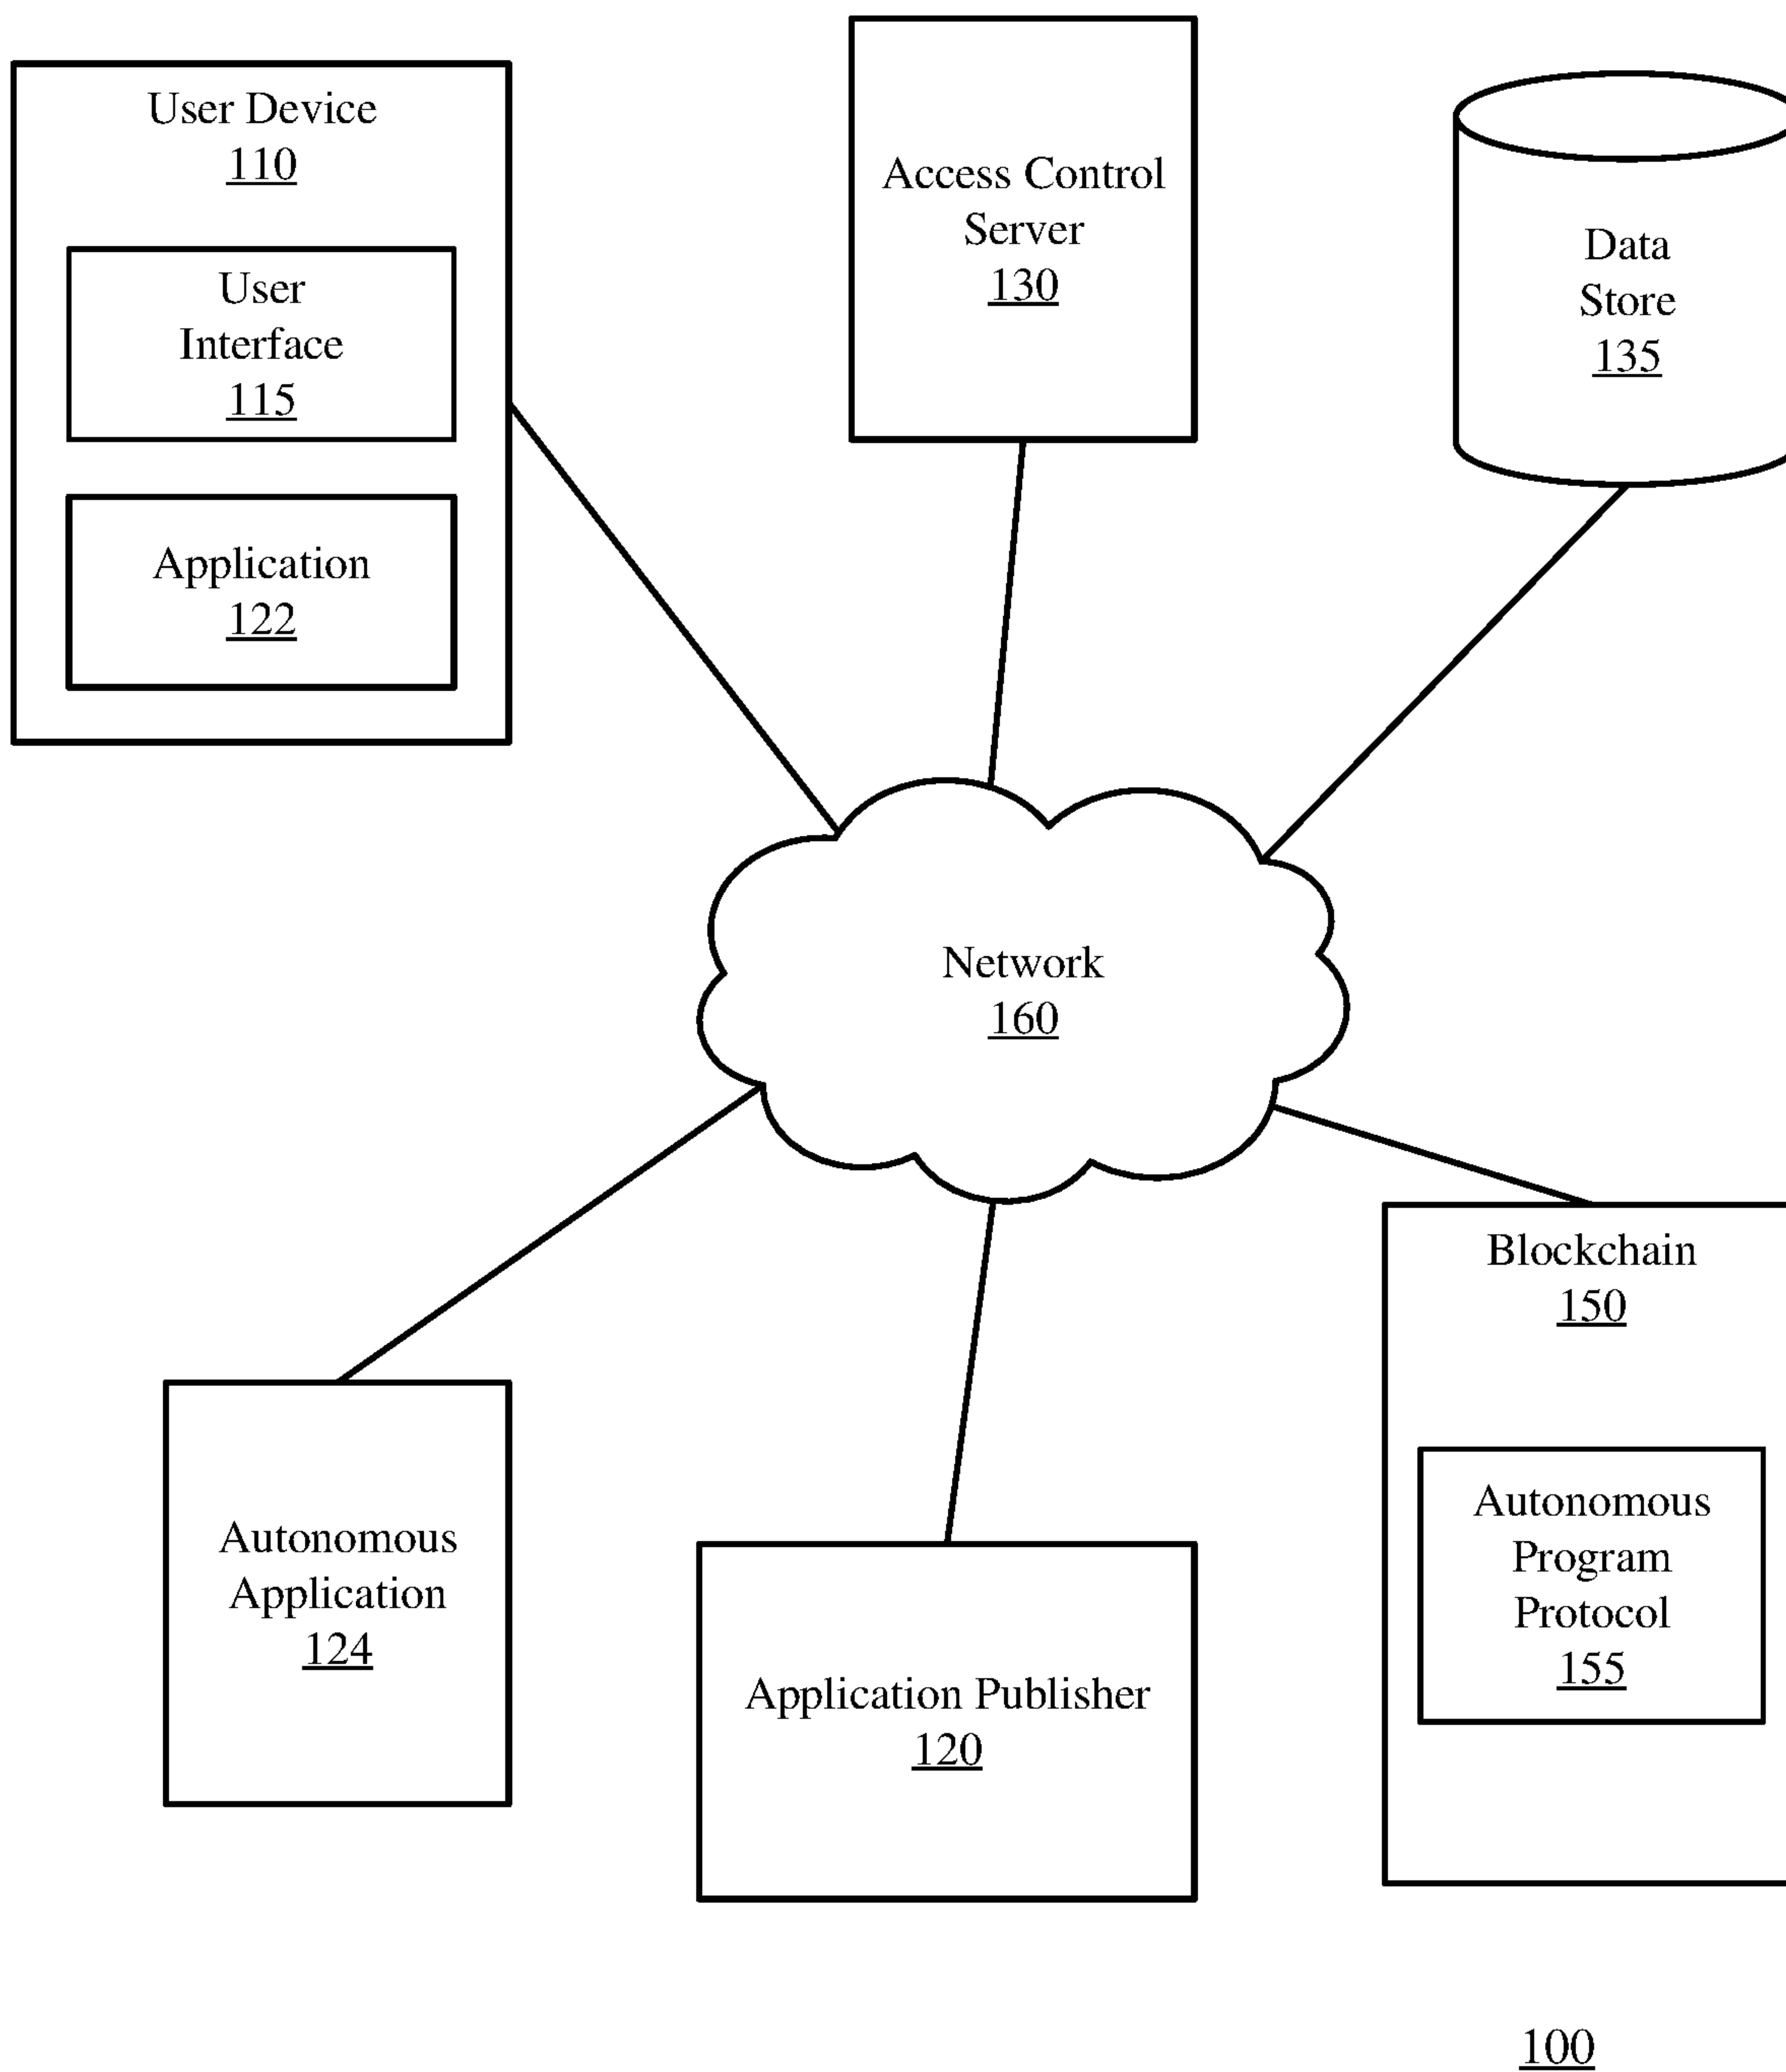 User Device
110
User
Interface
115
Application
122
Access Control
Server
130
Data
Store
135
Network
160
Autonomous
Application
124
Application Publisher
120
Blockchain
150
Autonomous
Program
Protocol
155
100